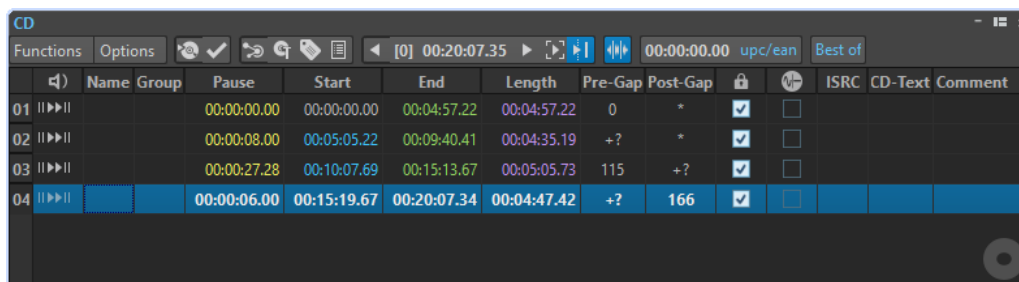 CD
Functions Options [0] 00:20:07.35 00:00:00.00 upc/ean Best of
Name Group Pause Start End Length Pre-Gap Post-Gap ISRC CD-Text Comment
01 00:00:00.00 00:00:00.00 00:04:57.22 00:04:57.22 0 *
02 00:00:08.00 00:05:05.22 00:09:40.41 00:04:35.19 +? *
03 00:00:27.28 00:10:07.69 00:15:13.67 00:05:05.73 115 +?
04 00:00:06.00 00:15:19.67 00:20:07.34 00:04:47.42 +? 166